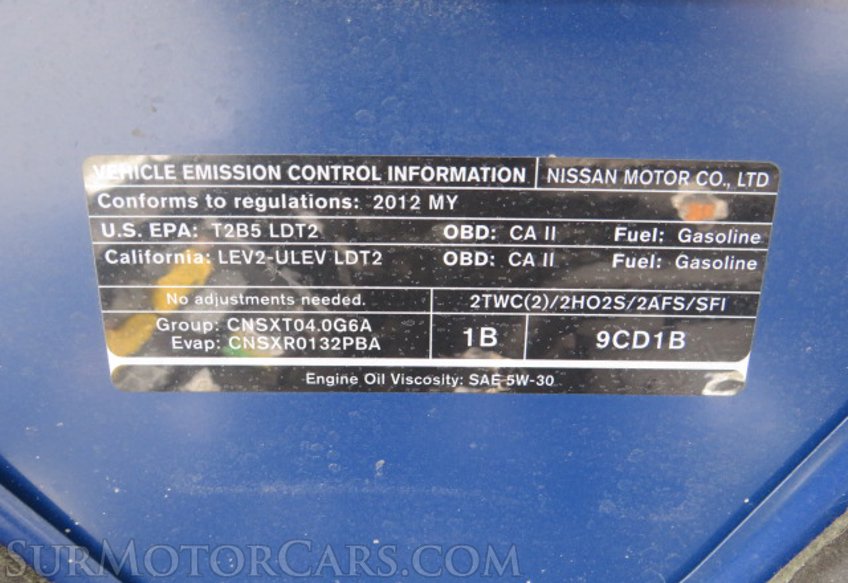 VEHICLE EMISSION CONTROL INFORMATION NISSAN MOTOR CO., LTD
Conforms to regulations: 2012 MY
U.S. EPA: T2B5 LDT2 OBD: CA II Fuel: Gasoline
California: LEV2-ULEV LDT2 OBD: CA II Fuel: Gasoline
No adjustments needed. 2TWC(2)/2HO2S/2AFS/SFI
Group: CNSXT04.0G6A
Evap: CNSXR0132PBA
1B 9CD1B
Engine Oil Viscosity: SAE 5W-30
SurMotorCars.com